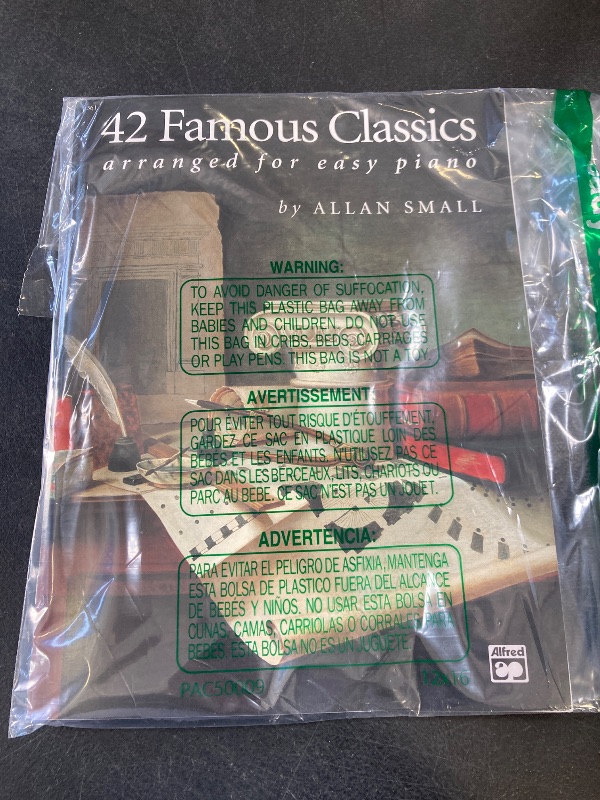 42 Famous Classics
arranged for easy piano
by ALLAN SMALL
WARNING:
TO AVOID DANGER OF SUFFOCATION,
KEEP THIS PLASTIC BAG AWAY FROM
BABIES AND CHILDREN. DO NOT USE
THIS BAG IN CRIBS, BEDS, CARRIAGES
OR PLAY PENS. THIS BAG IS NOT A TOY.
AVERTISSEMENT:
POUR ÉVITER TOUT RISQUE D'ÉTOUFFEMENT,
GARDEZ CE SAC EN PLASTIQUE LOIN DES
BÉBÉS ET LES ENFANTS. N'UTILISEZ PAS CE
SAC DANS LES BERCEAUX, LITS, CHARIOTS OU
PARC AU BEBE. CE SAC N'EST PAS UN JOUET.
ADVERTENCIA:
PARA EVITAR EL PELIGRO DE ASFIXIA, MANTENGA
ESTA BOLSA DE PLASTICO FUERA DEL ALCANCE
DE BEBES Y NIÑOS. NO USAR ESTA BOLSA EN
CUNAS, CAMAS, CARRIOLAS O CORRALES PARA
BEBES. ESTA BOLSA NO ES UN JUGUETE.
PAC50009
Alfred